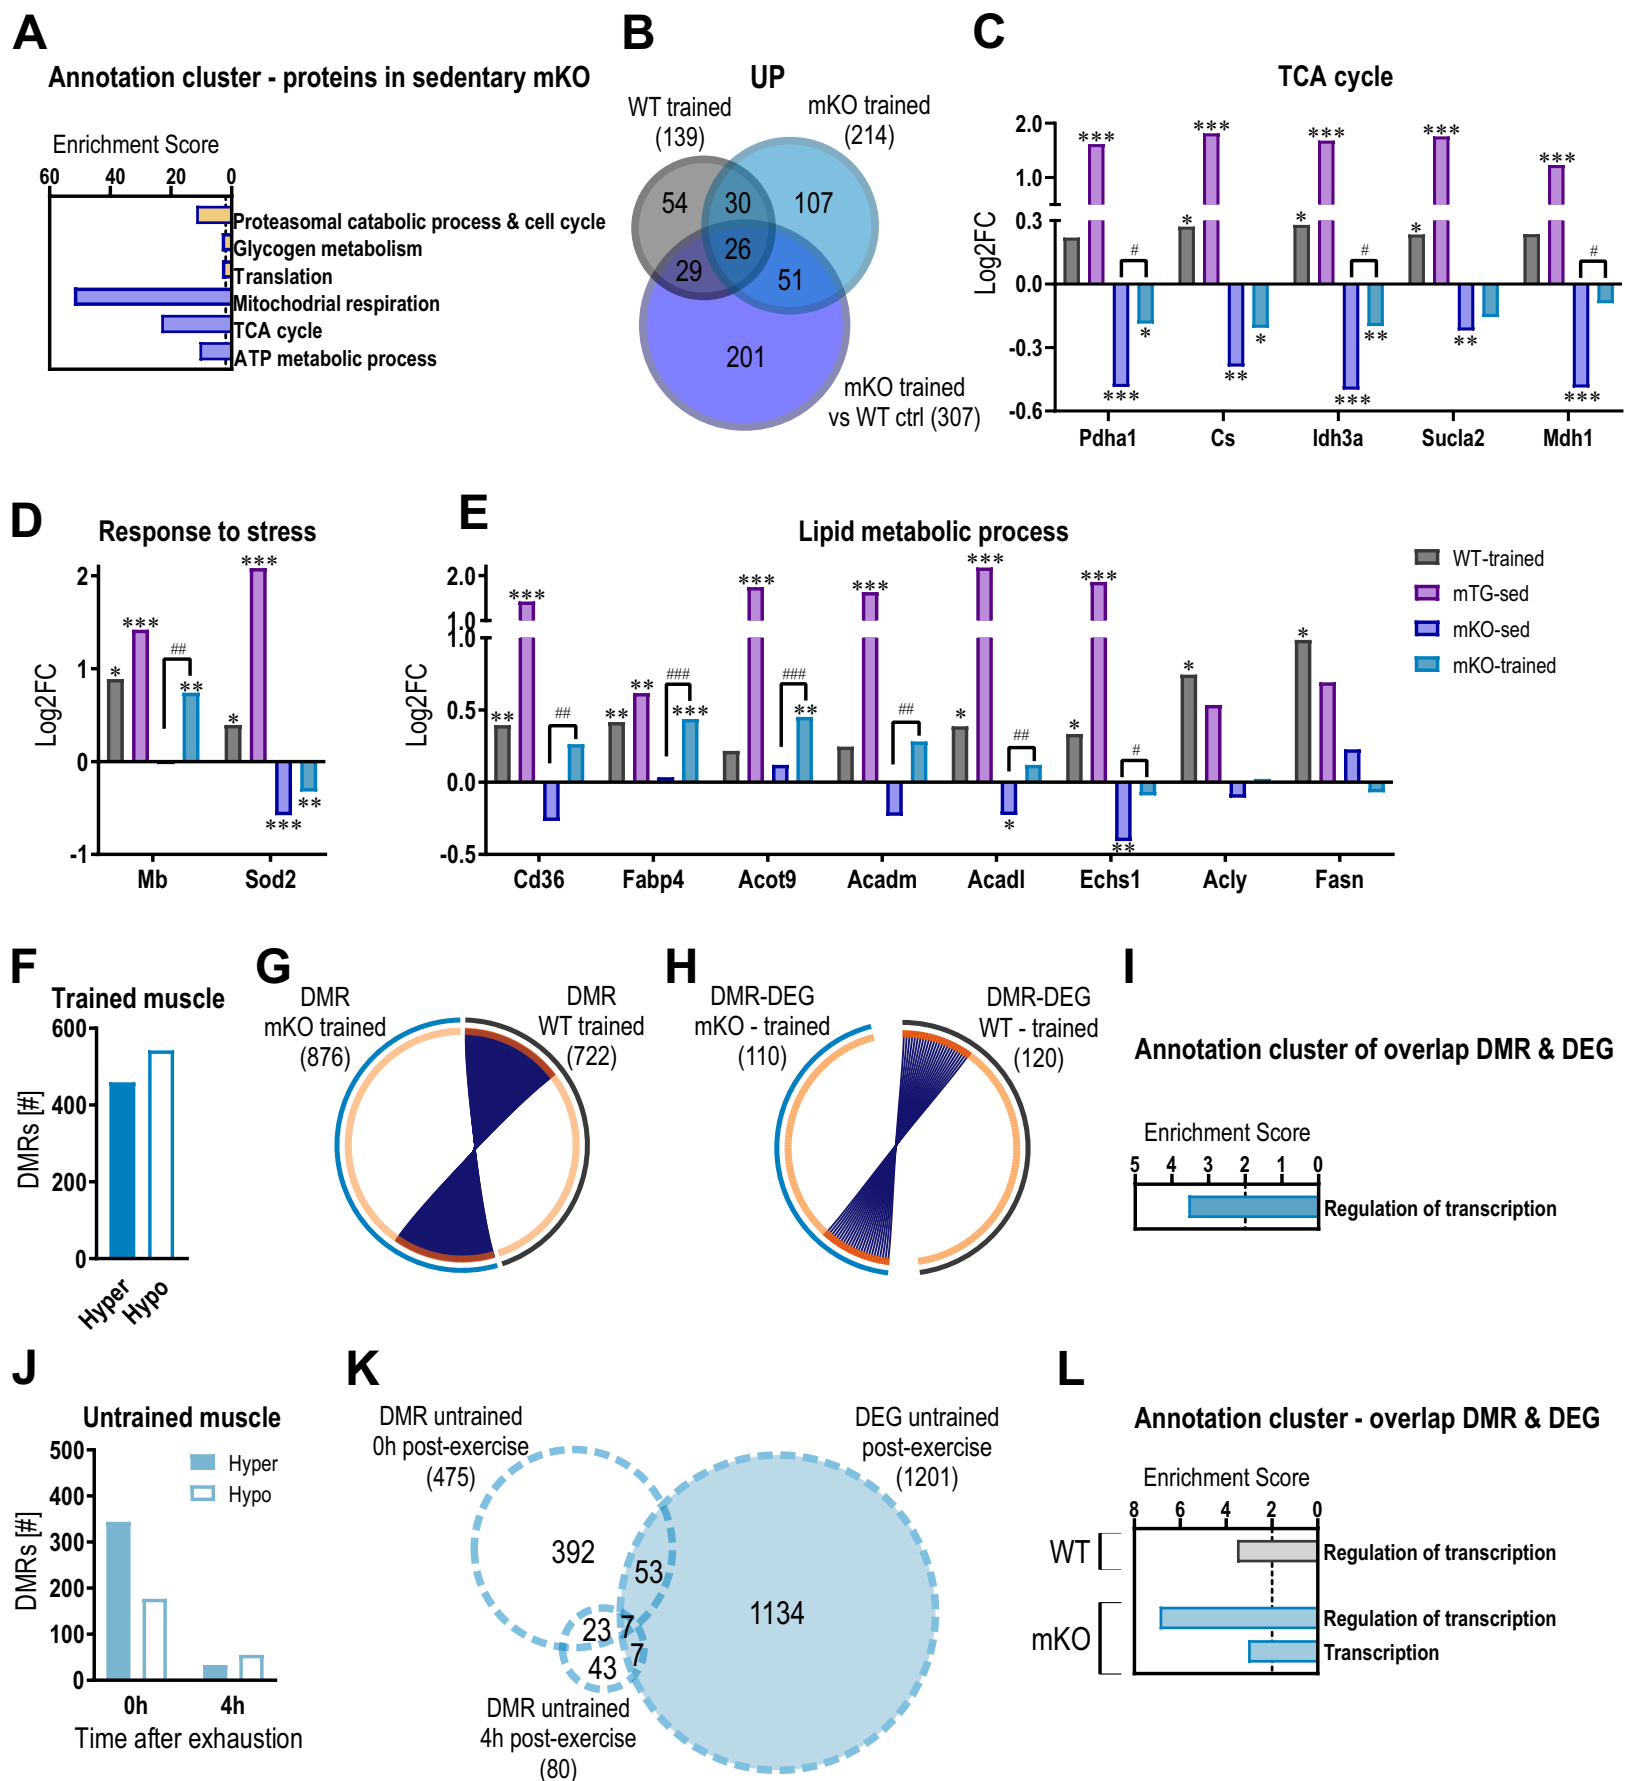 A
Annotation cluster - proteins in sedentary mKO
Enrichment Score
60 40 20 0
Proteasomal catabolic process & cell cycle
Glycogen metabolism
Translation
Mitochodrial respiration
TCA cycle
ATP metabolic process
B
UP
WT trained
(139)
mKO trained
(214)
54 30 107
26
29 51
201
mKO trained
vs WT ctrl (307)
C
TCA cycle
Log2FC
2.0
1.0
0.3
0.0
-0.3
-0.6
*** *** *** *** ***
* * *
# # #
* * **
*** ** *** ** ***
Pdha1 Cs Idh3a Sucla2 Mdh1
D
Response to stress
Log2FC
2
1
0
-1
* *** ## ** * *** *** **
Mb Sod2
E
Lipid metabolic process
Log2FC
2.0
1.0
1.0
0.5
0.0
-0.5
** *** ##
** ** ### ***
*** ### **
*** ##
* *** ## *
* *** # **
*
*
Cd36 Fabp4 Acot9 Acadm Acadl Echs1 Acly Fasn
WT-trained
mTG-sed
mKO-sed
mKO-trained
F
Trained muscle
DMRs [#]
600
400
200
0
Hyper
Hypo
G
DMR
mKO trained
(876)
DMR
WT trained
(722)
H
DMR-DEG
mKO - trained
(110)
DMR-DEG
WT - trained
(120)
I
Annotation cluster of overlap DMR & DEG
Enrichment Score
5 4 3 2 1 0
Regulation of transcription
J
Untrained muscle
DMRs [#]
500
400
300
200
100
0
Hyper
Hypo
0h 4h
Time after exhaustion
K
DMR untrained
0h post-exercise
(475)
DEG untrained
post-exercise
(1201)
392
53
1134
23 7
43 7
DMR untrained
4h post-exercise
(80)
L
Annotation cluster - overlap DMR & DEG
Enrichment Score
8 6 4 2 0
WT
Regulation of transcription
mKO
Regulation of transcription
Transcription